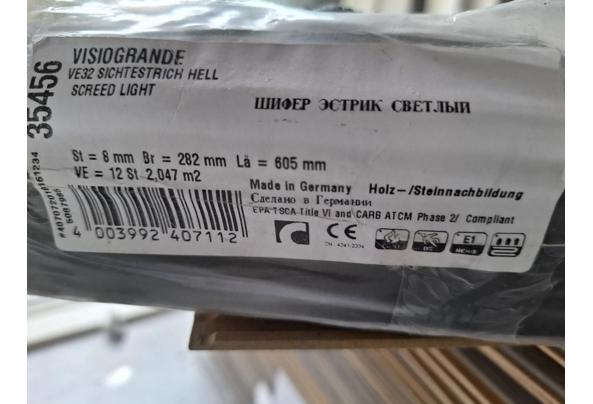 35456
VISIOGRANDE
VE32 SICHTESTRICH HELL
SCREED LIGHT
ШИФЕР ЭСТРИК СВЕТЛЫЙ
St = 8 mm Br = 282 mm Lä = 605 mm
VE = 12 St 2,047 m2
Made in Germany Holz-/Steinnachbildung
Сделано в Германии
EPA TSCA Title VI and CARB ATCM Phase 2/ Compliant
4 003992 407112
CE
E1